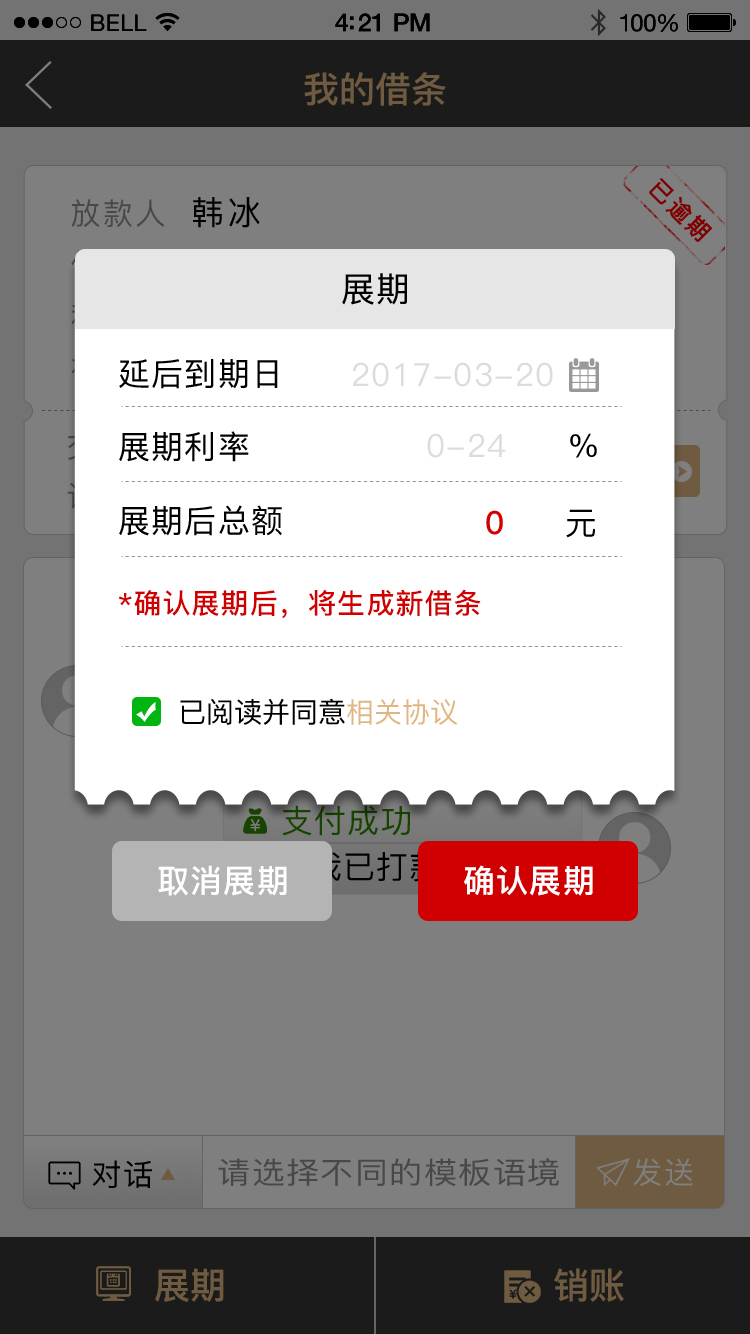 BELL 4:21 PM 100%
我的借条
放款人 韩冰
已逾期
展期
延后到期日 2017-03-20
展期利率 0-24 %
展期后总额 0 元
*确认展期后，将生成新借条
已阅读并同意相关协议
支付成功
我已打款
取消展期 确认展期
对话 请选择不同的模板语境 发送
展期 销账